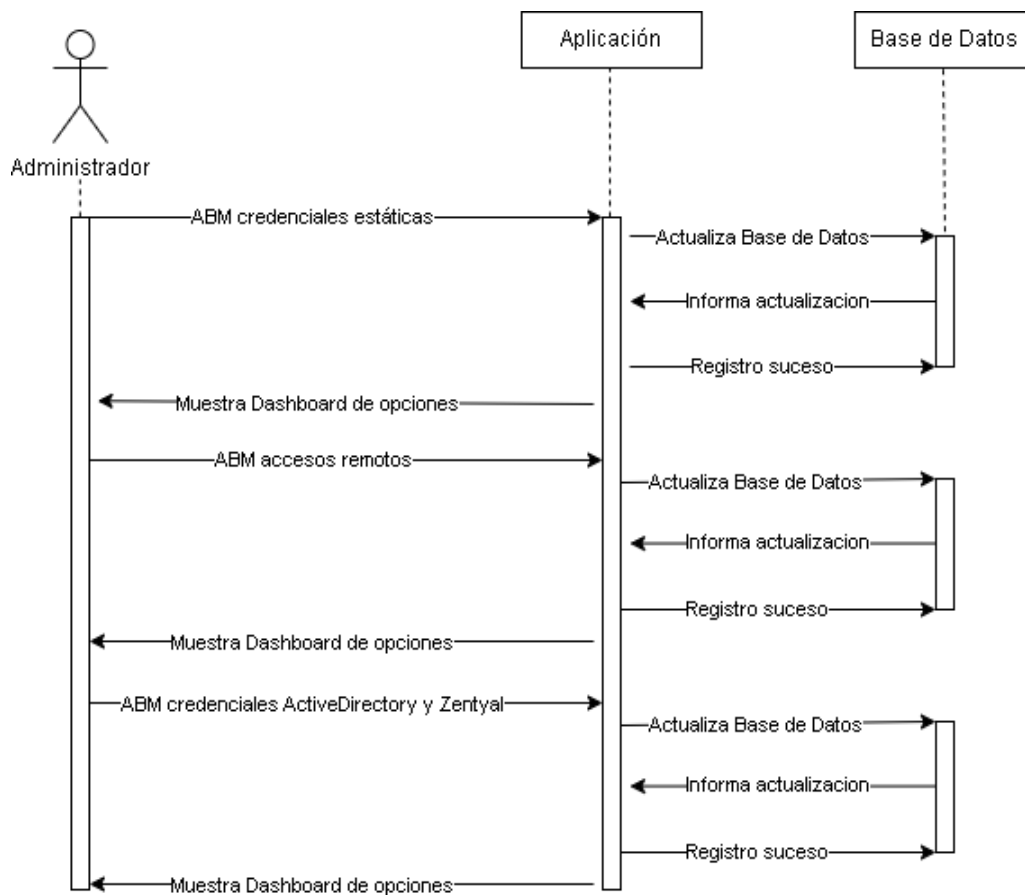 Aplicación
Base de Datos
Administrador
ABM credenciales estáticas
Actualiza Base de Datos
Informa actualizacion
Registro suceso
Muestra Dashboard de opciones
ABM accesos remotos
Actualiza Base de Datos
Informa actualizacion
Registro suceso
Muestra Dashboard de opciones
ABM credenciales ActiveDirectory y Zentyal
Actualiza Base de Datos
Informa actualizacion
Registro suceso
Muestra Dashboard de opciones